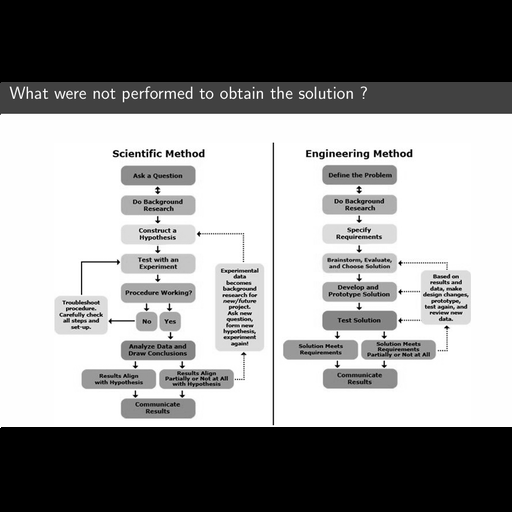 What were not performed to obtain the solution ?
Scientific Method
Ask a Question
Do Background
Research
Construct a
Hypothesis
Test with an
Experiment
Procedure Working?
No
Yes
Troubleshoot
procedure.
Carefully check
all steps and
set-up.
Experimental
data
becomes
background
research for
new/future
project.
Ask new
question,
form new
hypothesis,
experiment
again!
Analyze Data and
Draw Conclusions
Results Align
with Hypothesis
Results Align
Partially or Not at All
with Hypothesis
Communicate
Results
Engineering Method
Define the Problem
Do Background
Research
Specify
Requirements
Brainstorm, Evaluate,
and Choose Solution
Develop and
Prototype Solution
Test Solution
Based on
results and
data, make
design changes,
prototype,
test again, and
review new
data.
Solution Meets
Requirements
Solution Meets
Requirements
Partially or Not at All
Communicate
Results